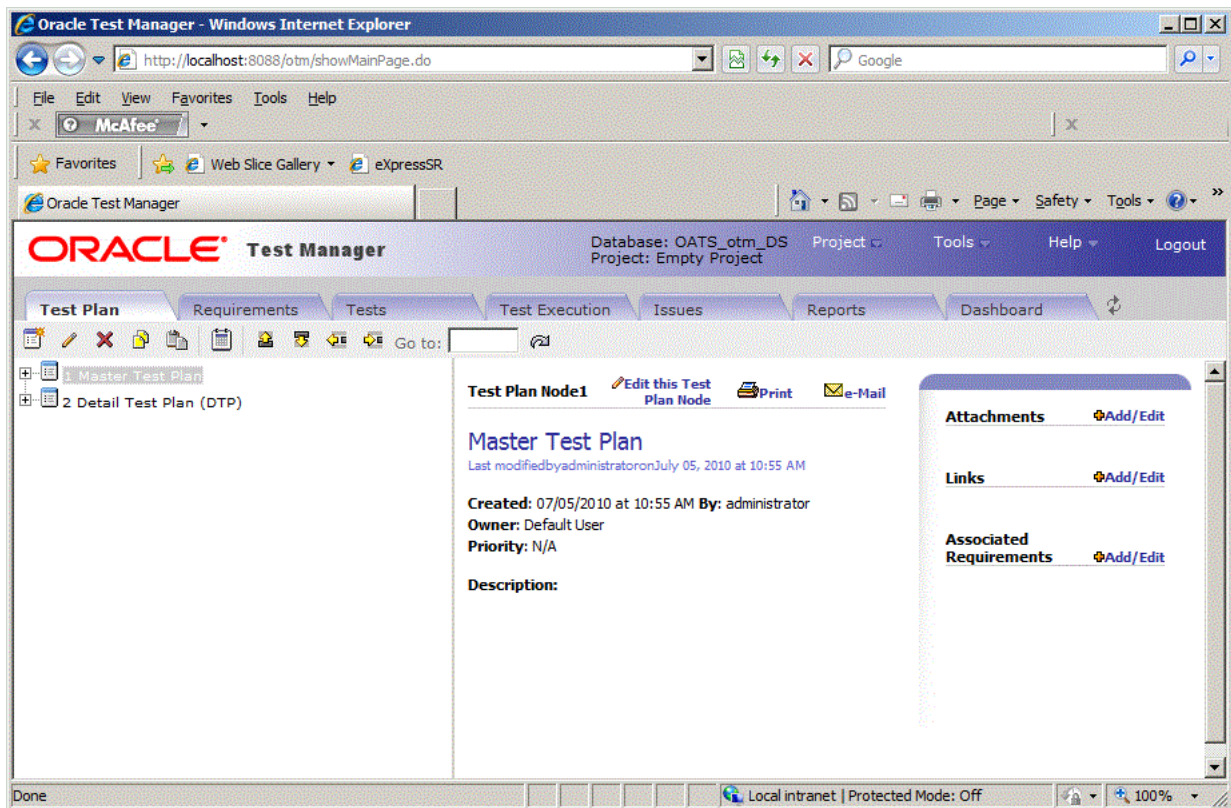 Oracle Test Manager - Windows Internet Explorer
http://localhost:8088/otm/showMainPage.do
Google
File Edit View Favorites Tools Help
McAfee
Favorites Web Slice Gallery eXpressSR
Oracle Test Manager
Page Safety Tools
ORACLE Test Manager
Database: OATS_otm_DS
Project: Empty Project
Project Tools Help Logout
Test Plan Requirements Tests Test Execution Issues Reports Dashboard
Go to:
1 Master Test Plan
2 Detail Test Plan (DTP)
Test Plan Node1
Edit this Test
Plan Node
Print
e-Mail
Master Test Plan
Last modifiedbyadministratoronJuly 05, 2010 at 10:55 AM
Created: 07/05/2010 at 10:55 AM By: administrator
Owner: Default User
Priority: N/A
Description:
Attachments Add/Edit
Links Add/Edit
Associated
Requirements Add/Edit
Done
Local intranet | Protected Mode: Off
100%